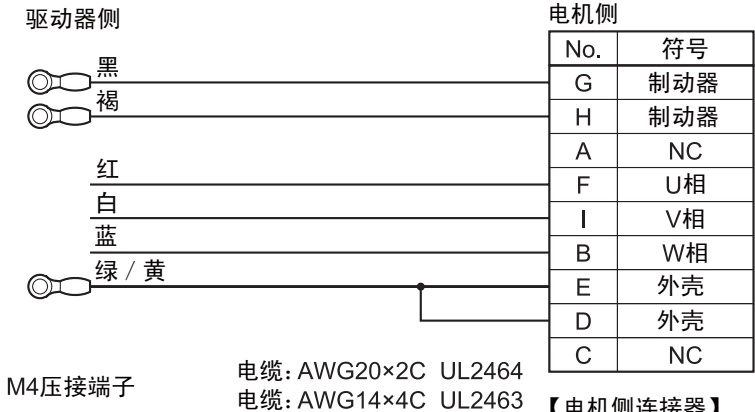 驱动器侧
电机侧
No. 符号
黑
G 制动器
褐
H 制动器
A NC
红
F U相
白
I V相
蓝
B W相
绿 / 黄
E 外壳
D 外壳
C NC
M4压接端子
电缆: AWG20×2C UL2464
电缆: AWG14×4C UL2463
【电机侧连接器】